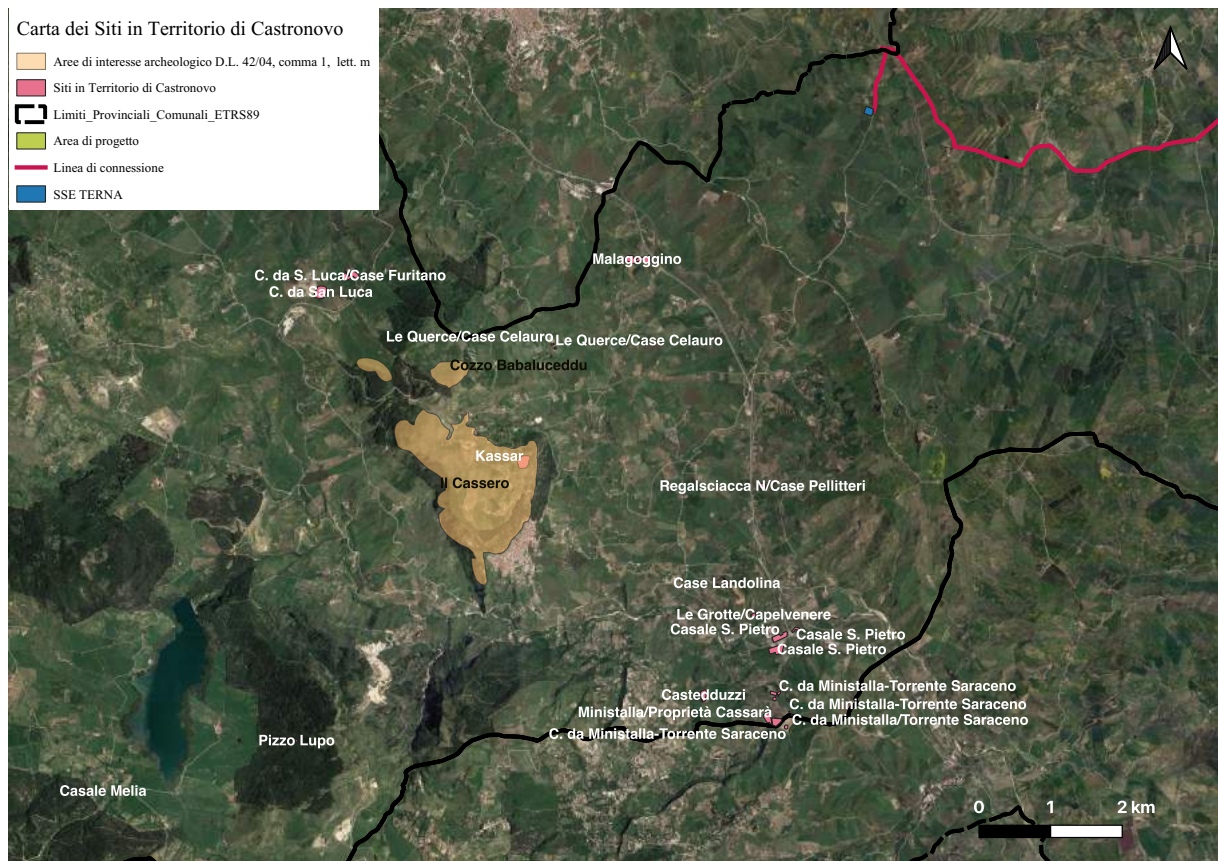 Carta dei Siti in Territorio di Castronovo
Aree di interesse archeologico D.L. 42/04, comma 1, lett. m
Siti in Territorio di Castronovo
Limiti_Provinciali_Comunali_ETRS89
Area di progetto
Linea di connessione
SSE TERNA
Malagoggino
C. da S. Luca/Case Furitano
C. da San Luca
Le Querce/Case Celauro
Le Querce/Case Celauro
Cozzo Babaluceddu
Kassar
Il Cassero
Regalsciacca N/Case Pellitteri
Case Landolina
Le Grotte/Capelvenere
Casale S. Pietro
Casale S. Pietro
Casale S. Pietro
C. da Ministalla-Torrente Saraceno
Castedduzzi
C. da Ministalla-Torrente Saraceno
Ministalla/Proprietà Cassarà
C. da Ministalla/Torrente Saraceno
C. da Ministalla-Torrente Saraceno
Pizzo Lupo
Casale Melia
0 1 2 km